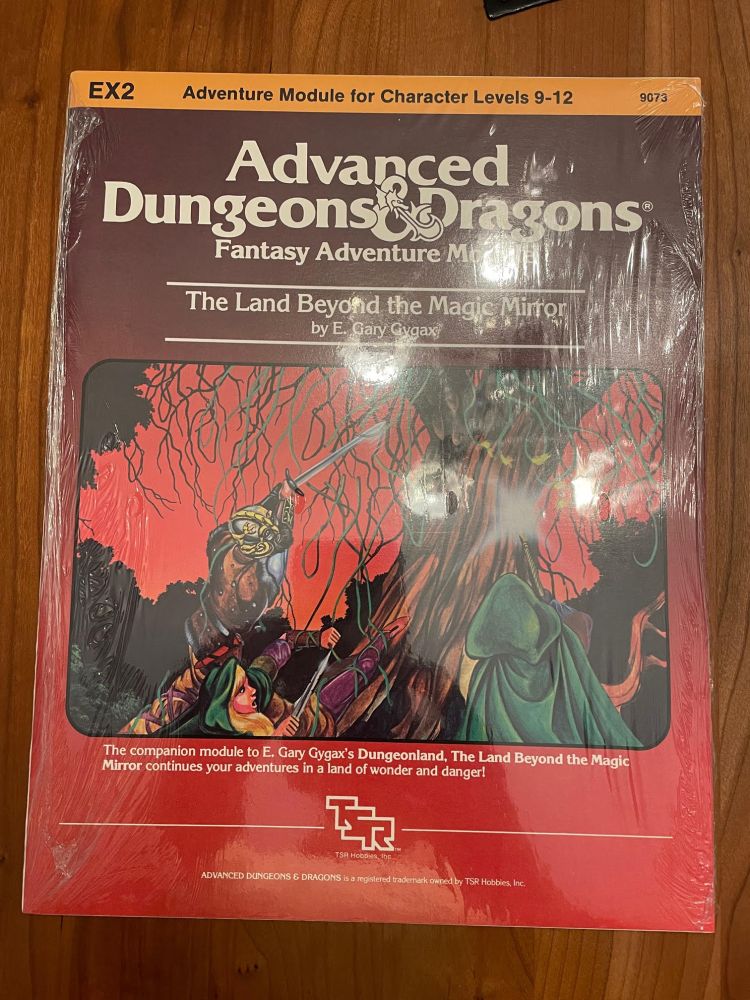 EX2 Adventure Module for Character Levels 9-12 9073
Advanced
Dungeons & Dragons®
Fantasy Adventure
The Land Beyond the Magic Mirror
by E. Gary Gygax
The companion module to E. Gary Gygax's Dungeonland, The Land Beyond the Magic
Mirror continues your adventures in a land of wonder and danger!
TSR™
TSR Hobbies, Inc.
ADVANCED DUNGEONS & DRAGONS is a registered trademark owned by TSR Hobbies, Inc.